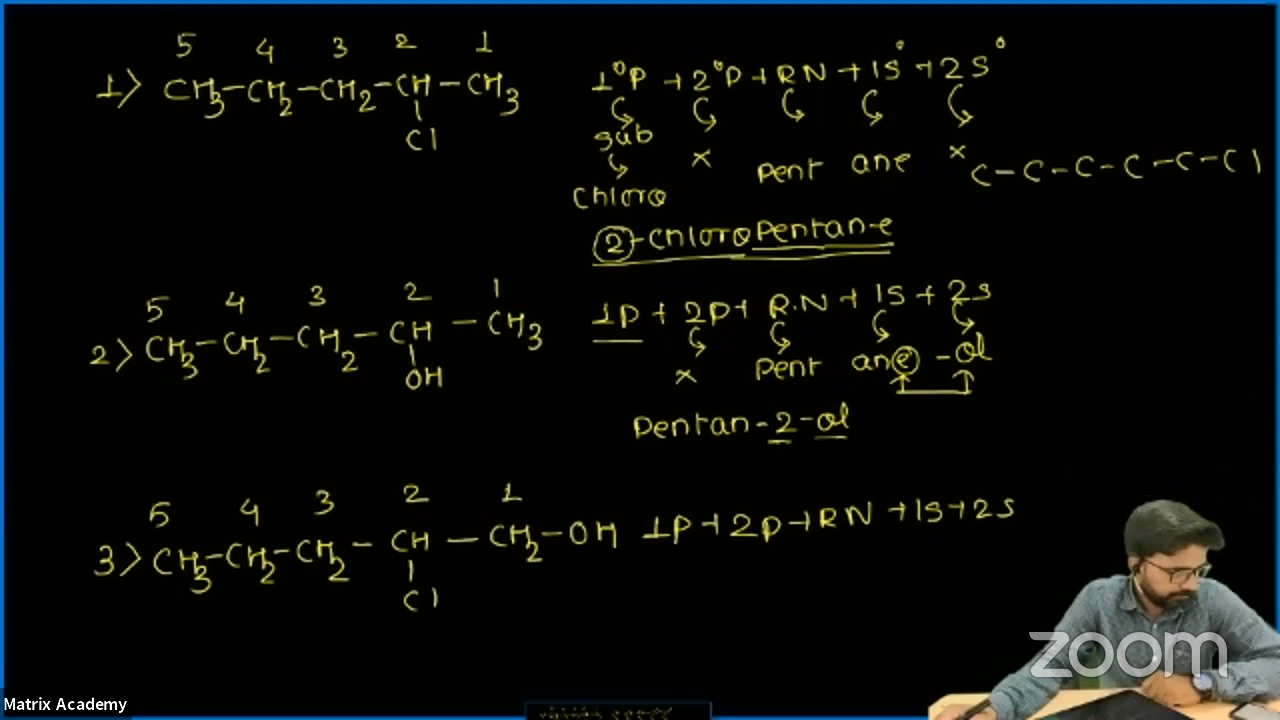 5 4 3 2 1
1> CH3-CH2-CH2-CH-CH3 1°P + 2°P + RN + 1S° + 2S°
Cl sub x pent ane x C-C-C-C-C-Cl
chloro
2-chloropentan-e
5 4 3 2 1
2> CH3-CH2-CH2-CH-CH3 1P + 2P + R.N + 1S + 2S
OH x pent ane - ol
pentan-2-ol
5 4 3 2 1
3> CH3-CH2-CH2-CH-CH2-OH 1P+2P+RN+1S+2S
Cl
zoom
Matrix Academy